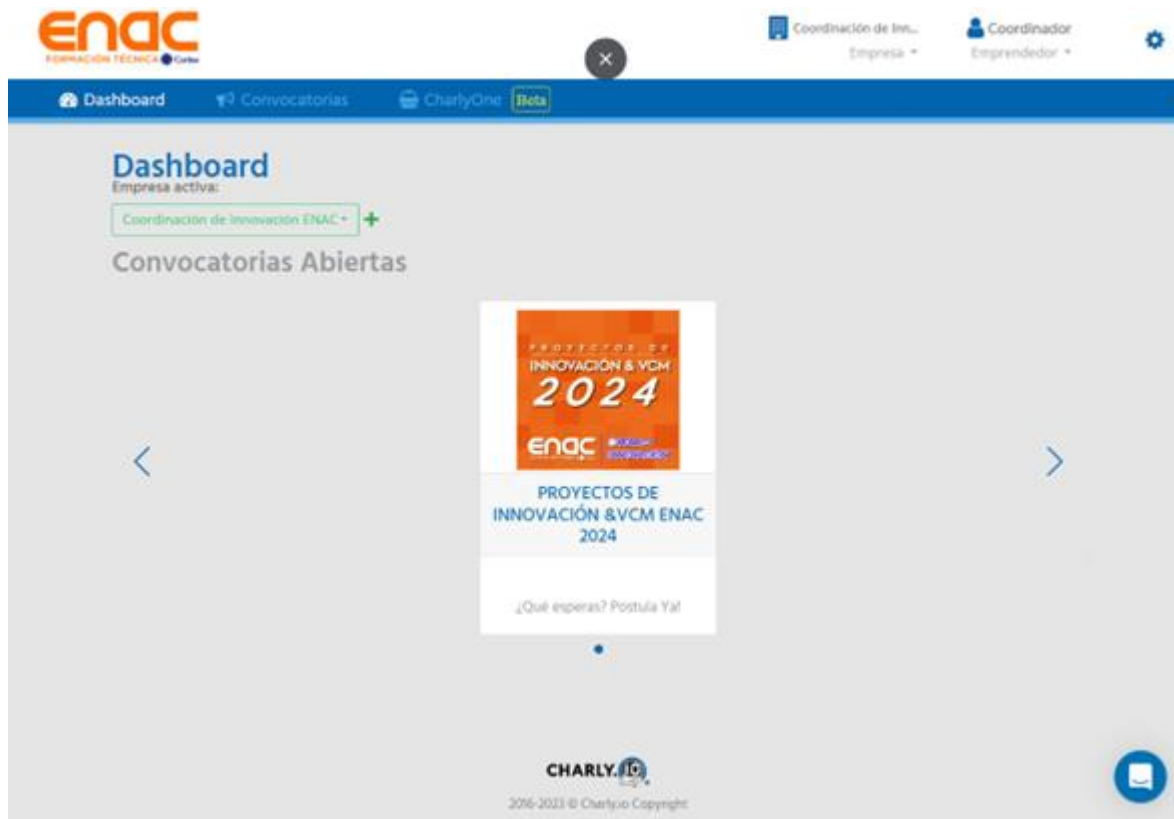 enac
FORMACIÓN TÉCNICA
Coordinación de Inn...
Empresa
Coordinador
Emprendedor
Dashboard
Convocatorias
CharlyOne Beta
Dashboard
Empresa activa:
Coordinación de Innovación ENAC
Convocatorias Abiertas
PROYECTOS DE
INNOVACIÓN & VCM
2024
enac
PROYECTOS DE
INNOVACIÓN &VCM ENAC
2024
¿Qué esperas? Postula Ya!
CHARLY.
2016-2023 © Charly.io Copyright